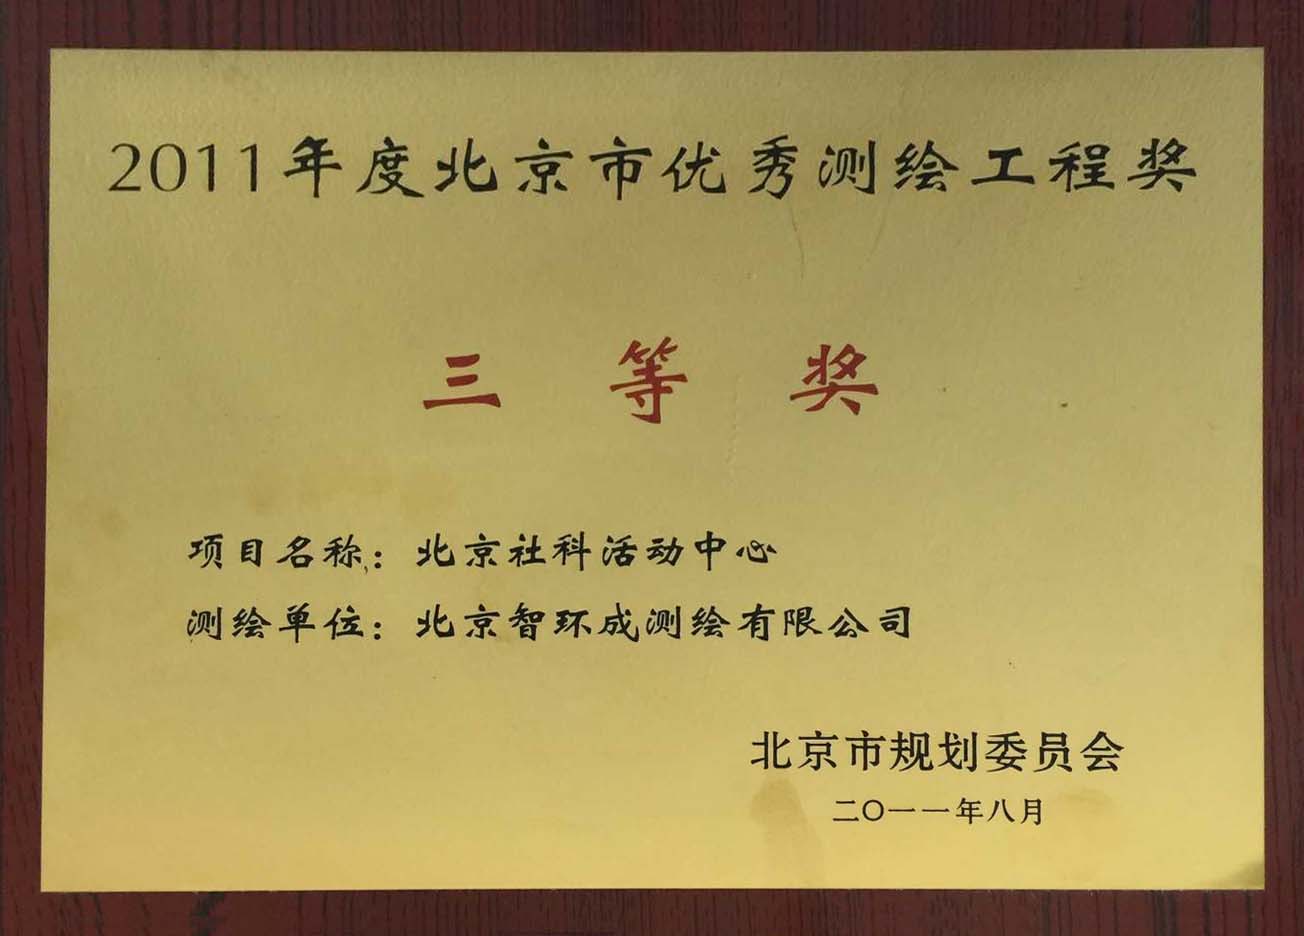 2011年度北京市优秀测绘工程奖
三等奖
项目名称：北京社科活动中心
测绘单位：北京智环成测绘有限公司
北京市规划委员会
二〇一一年八月